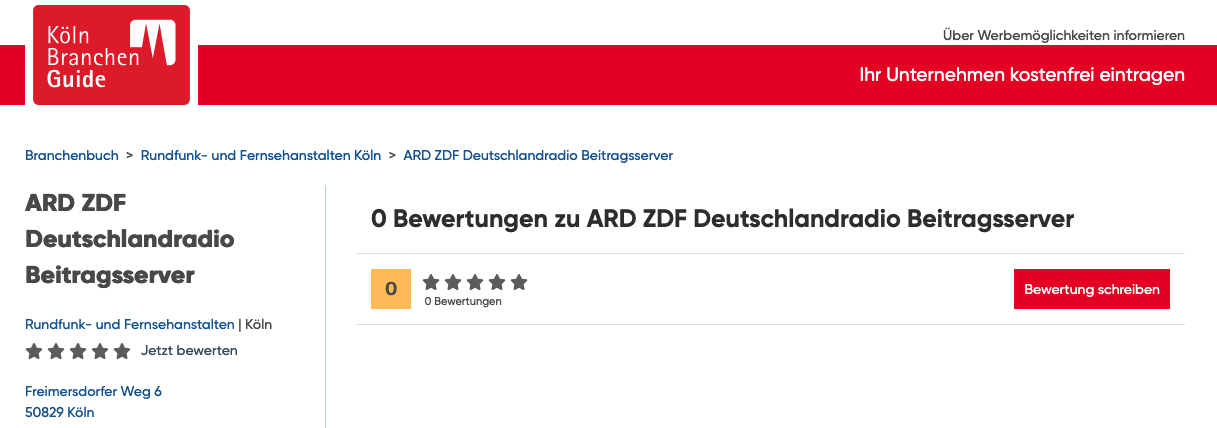 Köln
Branchen
Guide
Über Werbemöglichkeiten informieren
Ihr Unternehmen kostenfrei eintragen
Branchenbuch > Rundfunk- und Fernsehanstalten Köln > ARD ZDF Deutschlandradio Beitragsserver
ARD ZDF
Deutschlandradio
Beitragsserver
Rundfunk- und Fernsehanstalten | Köln
Jetzt bewerten
Freimersdorfer Weg 6
50829 Köln
0 Bewertungen zu ARD ZDF Deutschlandradio Beitragsserver
0
0 Bewertungen
Bewertung schreiben